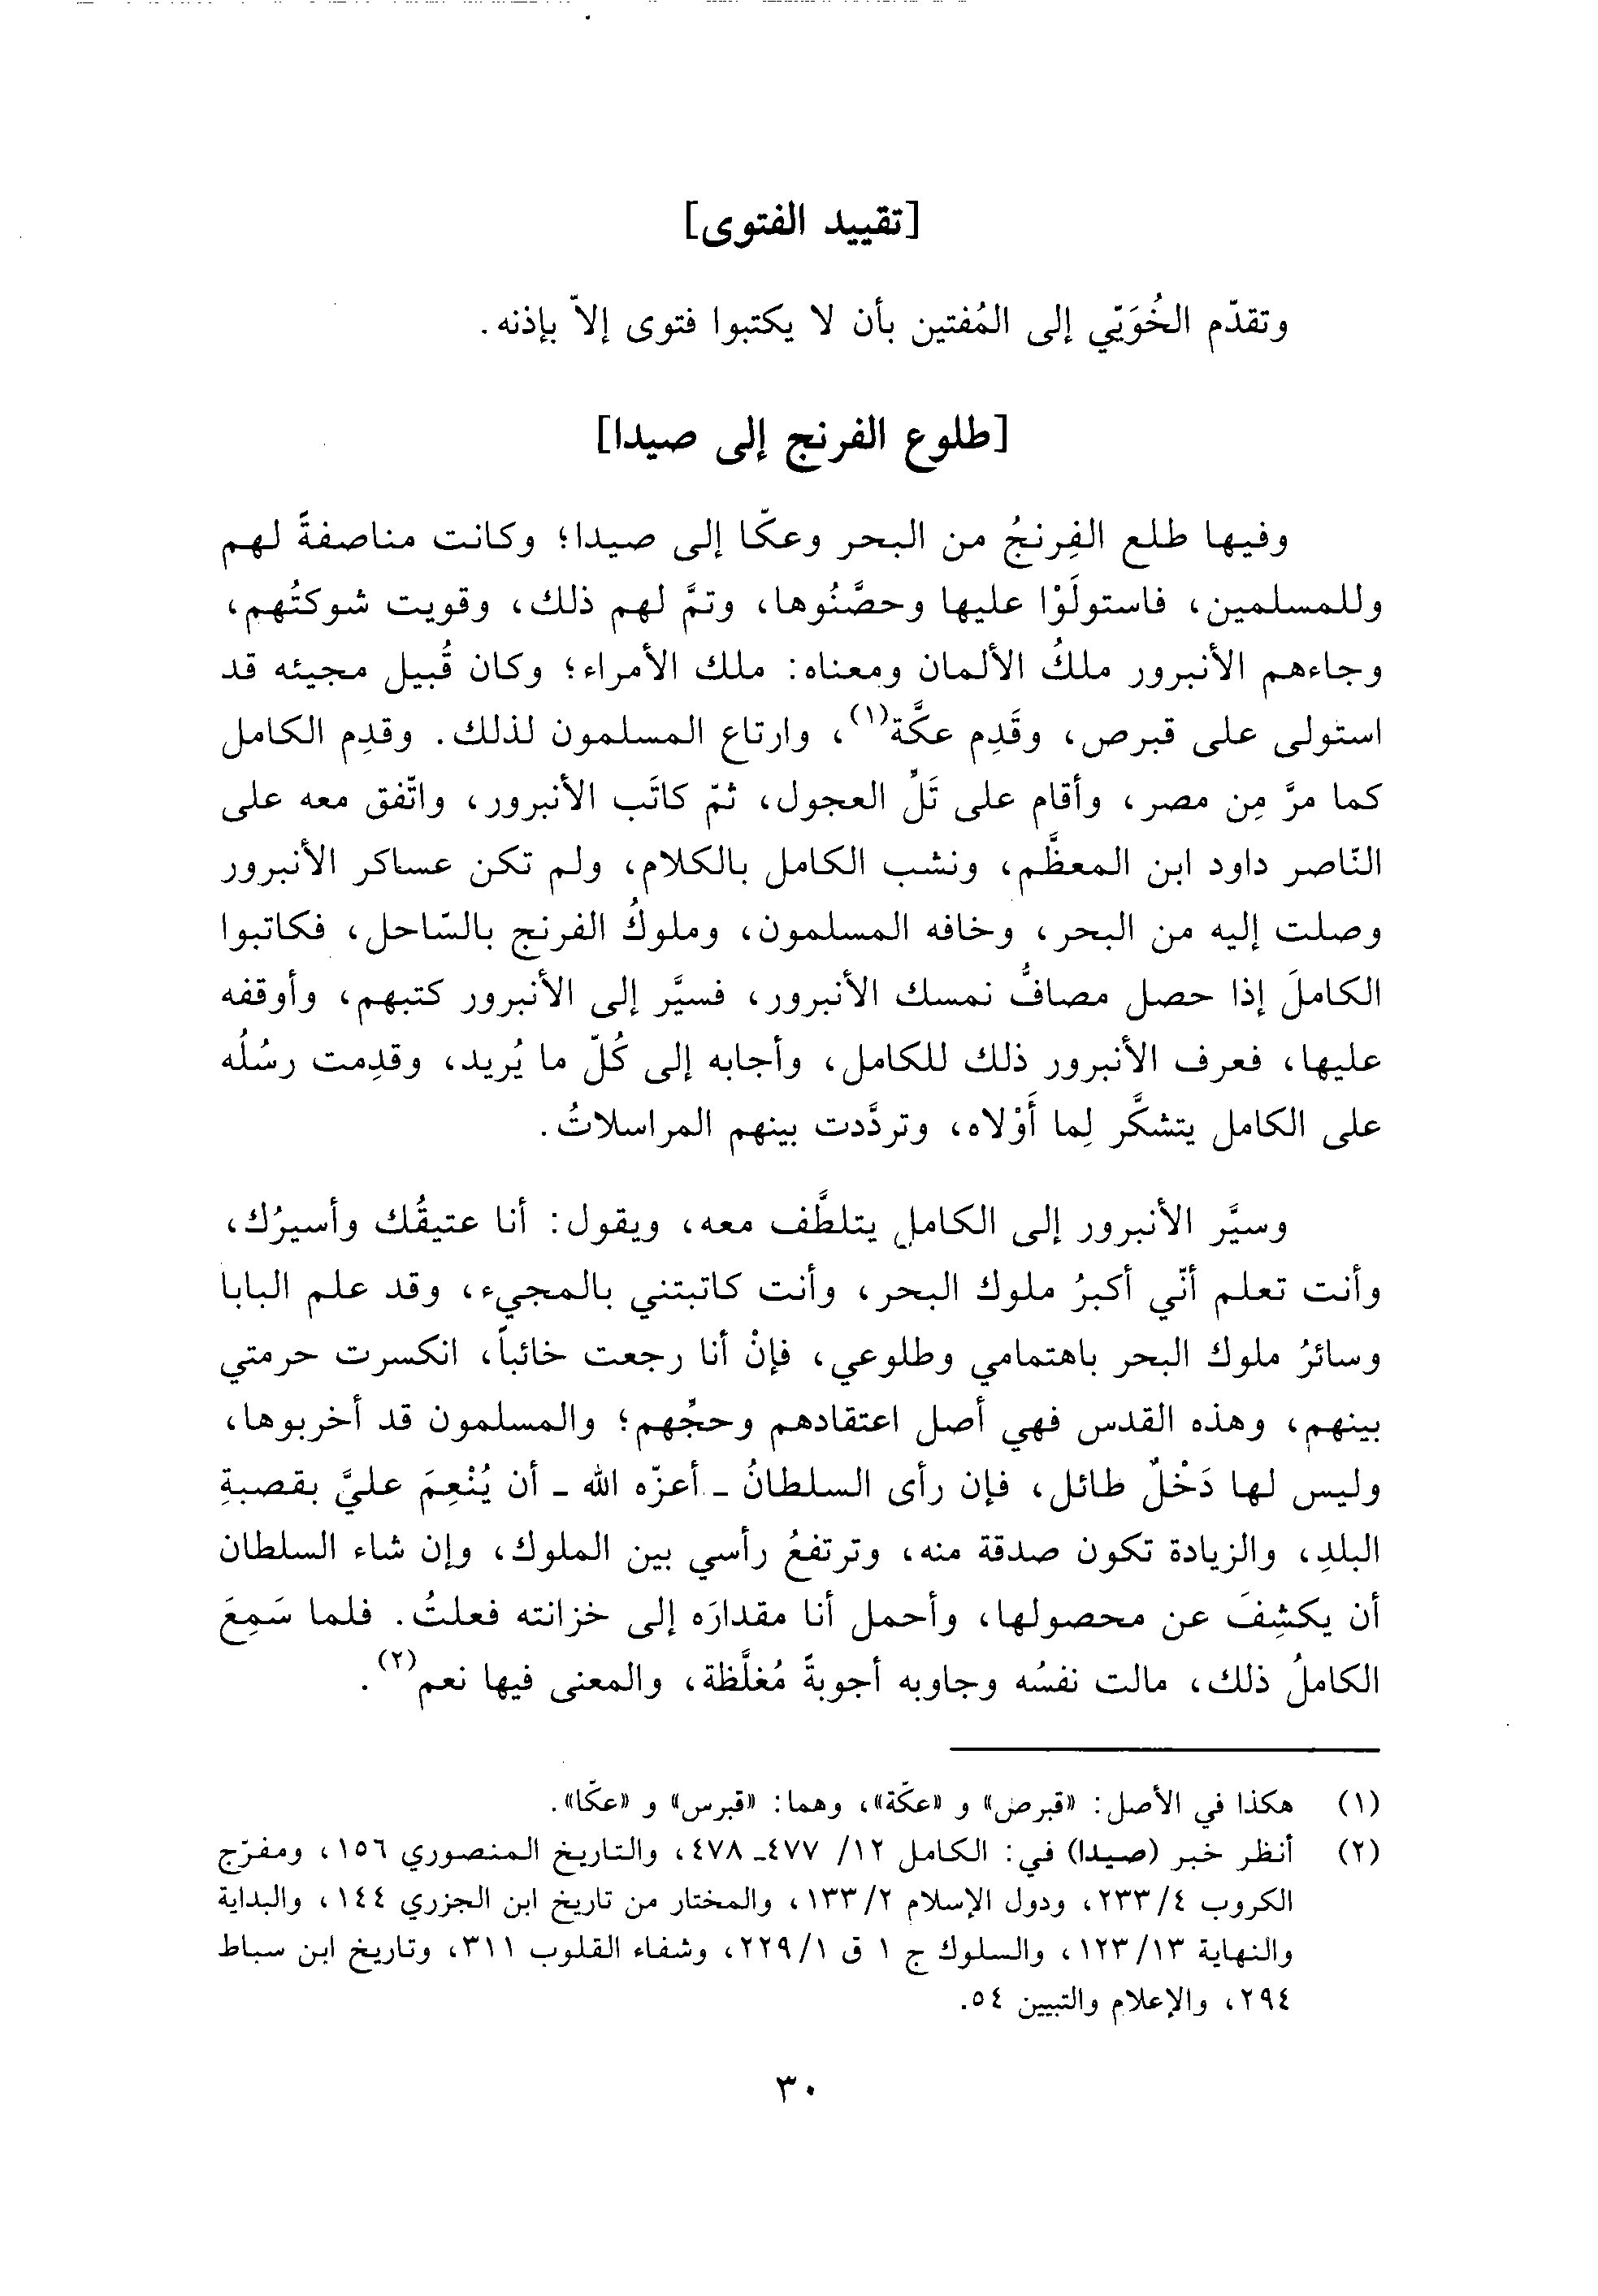 [تقييد الفتوى]
وتقدّم الخُوَيّي إلى المُفتين بأن لا يكتبوا فتوى إلاّ بإذنه.
[طلوع الفرنج إلى صيدا]
وفيها طلع الفِرنجُ من البحر وعكّا إلى صيدا؛ وكانت مناصفةً لهم
وللمسلمين، فاستولَوْا عليها وحصَّنُوها، وتمَّ لهم ذلك، وقويت شوكتُهم،
وجاءهم الأنبرور ملكُ الألمان ومعناه: ملك الأمراء؛ وكان قُبيل مجيئه قد
استولى على قبرص، وقَدِم عكَّة(١)، وارتاع المسلمون لذلك. وقدِم الكامل
كما مرَّ مِن مصر، وأقام على تَلِّ العجول، ثمّ كاتَب الأنبرور، واتّفق معه على
النّاصر داود ابن المعظَّم، ونشب الكامل بالكلام، ولم تكن عساكر الأنبرور
وصلت إليه من البحر، وخافه المسلمون، وملوكُ الفرنج بالسّاحل، فكاتبوا
الكاملَ إذا حصل مصافٌّ نمسك الأنبرور، فسيَّر إلى الأنبرور كتبهم، وأوقفه
عليها، فعرف الأنبرور ذلك للكامل، وأجابه إلى كُلّ ما يُريد، وقدِمت رسُلُه
على الكامل يتشكَّر لِما أَوْلاه، وتردَّدت بينهم المراسلاتُ.
وسيَّر الأنبرور إلى الكامل يتلطَّف معه، ويقول: أنا عتيقُك وأسيرُك،
وأنت تعلم أنّي أكبرُ ملوك البحر، وأنت كاتبتني بالمجيء، وقد علم البابا
وسائرُ ملوك البحر باهتمامي وطلوعي، فإنْ أنا رجعت خائباً، انكسرت حرمتي
بينهم، وهذه القدس فهي أصل اعتقادهم وحجِّهم؛ والمسلمون قد أخربوها،
وليس لها دَخْلٌ طائل، فإن رأى السلطانُ ـ أعزّه الله ـ أن يُنْعِمَ عليَّ بقصبةِ
البلدِ، والزيادة تكون صدقة منه، وترتفعُ رأسي بين الملوك، وإن شاء السلطان
أن يكشِفَ عن محصولها، وأحمل أنا مقدارَه إلى خزانته فعلتُ. فلما سَمِعَ
الكاملُ ذلك، مالت نفسُه وجاوبه أجوبةً مُغلَّظة، والمعنى فيها نعم(٢).
(١) هكذا في الأصل: «قبرص» و «عكّة»، وهما: «قبرس» و «عكّا».
(٢) أنظر خبر (صيدا) في: الكامل ١٢/ ٤٧٧ـ ٤٧٨، والتاريخ المنصوري ١٥٦، ومفرّج
الكروب ٢٣٣/٤، ودول الإسلام ١٣٣/٢، والمختار من تاريخ ابن الجزري ١٤٤، والبداية
والنهاية ١٢٣/١٣، والسلوك ج ١ ق ٢٢٩/١، وشفاء القلوب ٣١١، وتاريخ ابن سباط
٢٩٤، والإعلام والتبيين ٥٤.
٣٠